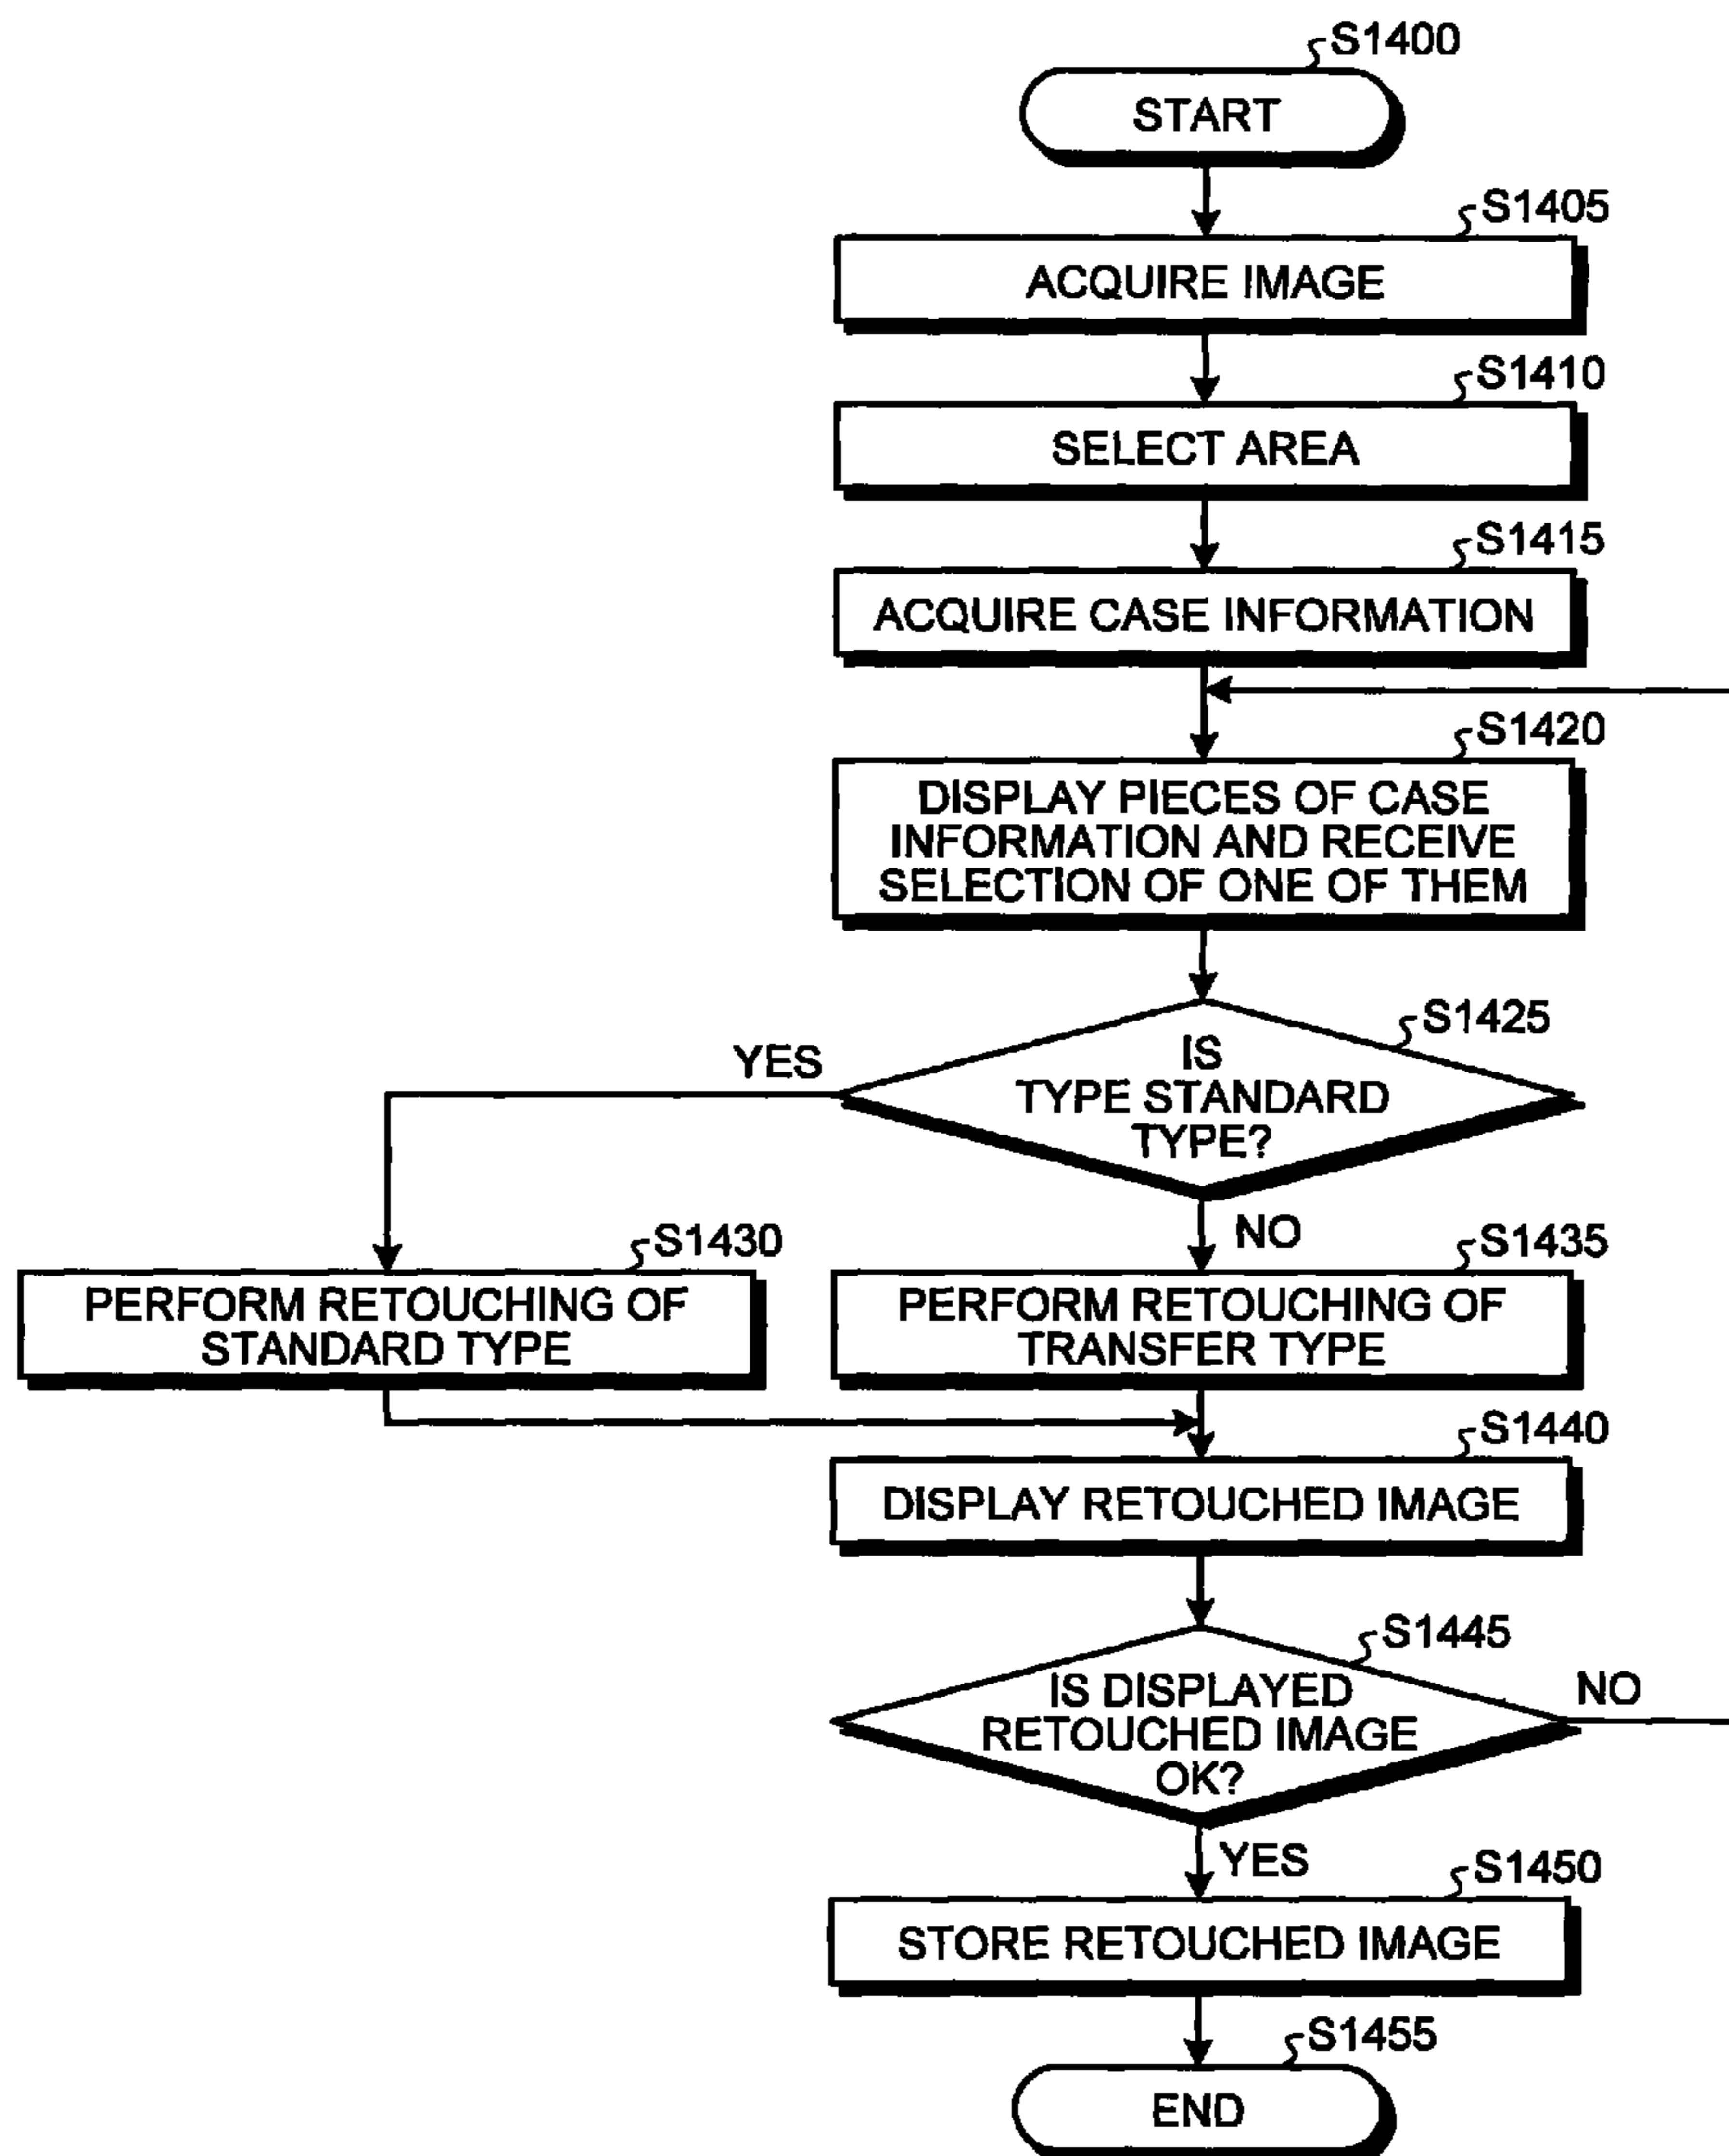 S1400
START
S1405
ACQUIRE IMAGE
S1410
SELECT AREA
S1415
ACQUIRE CASE INFORMATION
S1420
DISPLAY PIECES OF CASE
INFORMATION AND RECEIVE
SELECTION OF ONE OF THEM
S1425
IS
TYPE STANDARD
TYPE?
YES
NO
S1430
PERFORM RETOUCHING OF
STANDARD TYPE
S1435
PERFORM RETOUCHING OF
TRANSFER TYPE
S1440
DISPLAY RETOUCHED IMAGE
S1445
IS DISPLAYED
RETOUCHED IMAGE
OK?
NO
YES
S1450
STORE RETOUCHED IMAGE
S1455
END